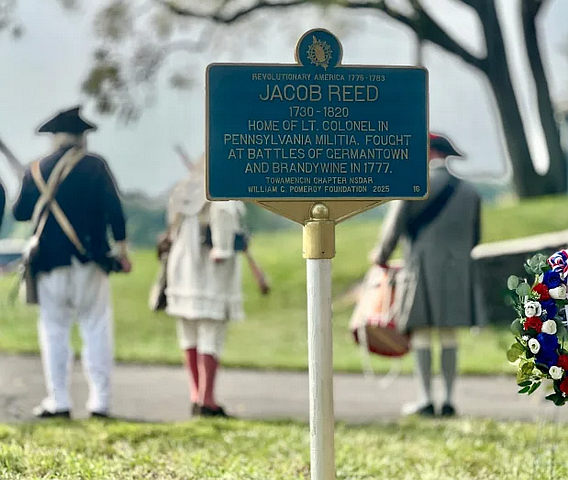 REVOLUTIONARY AMERICA 1775-1783
JACOB REED
1730-1820
HOME OF LT. COLONEL IN
PENNSYLVANIA MILITIA. FOUGHT
AT BATTLES OF GERMANTOWN
AND BRANDYWINE IN 1777.
TOWAMENCIN CHAPTER NSDAR
WILLIAM G. POMEROY FOUNDATION 2025 16